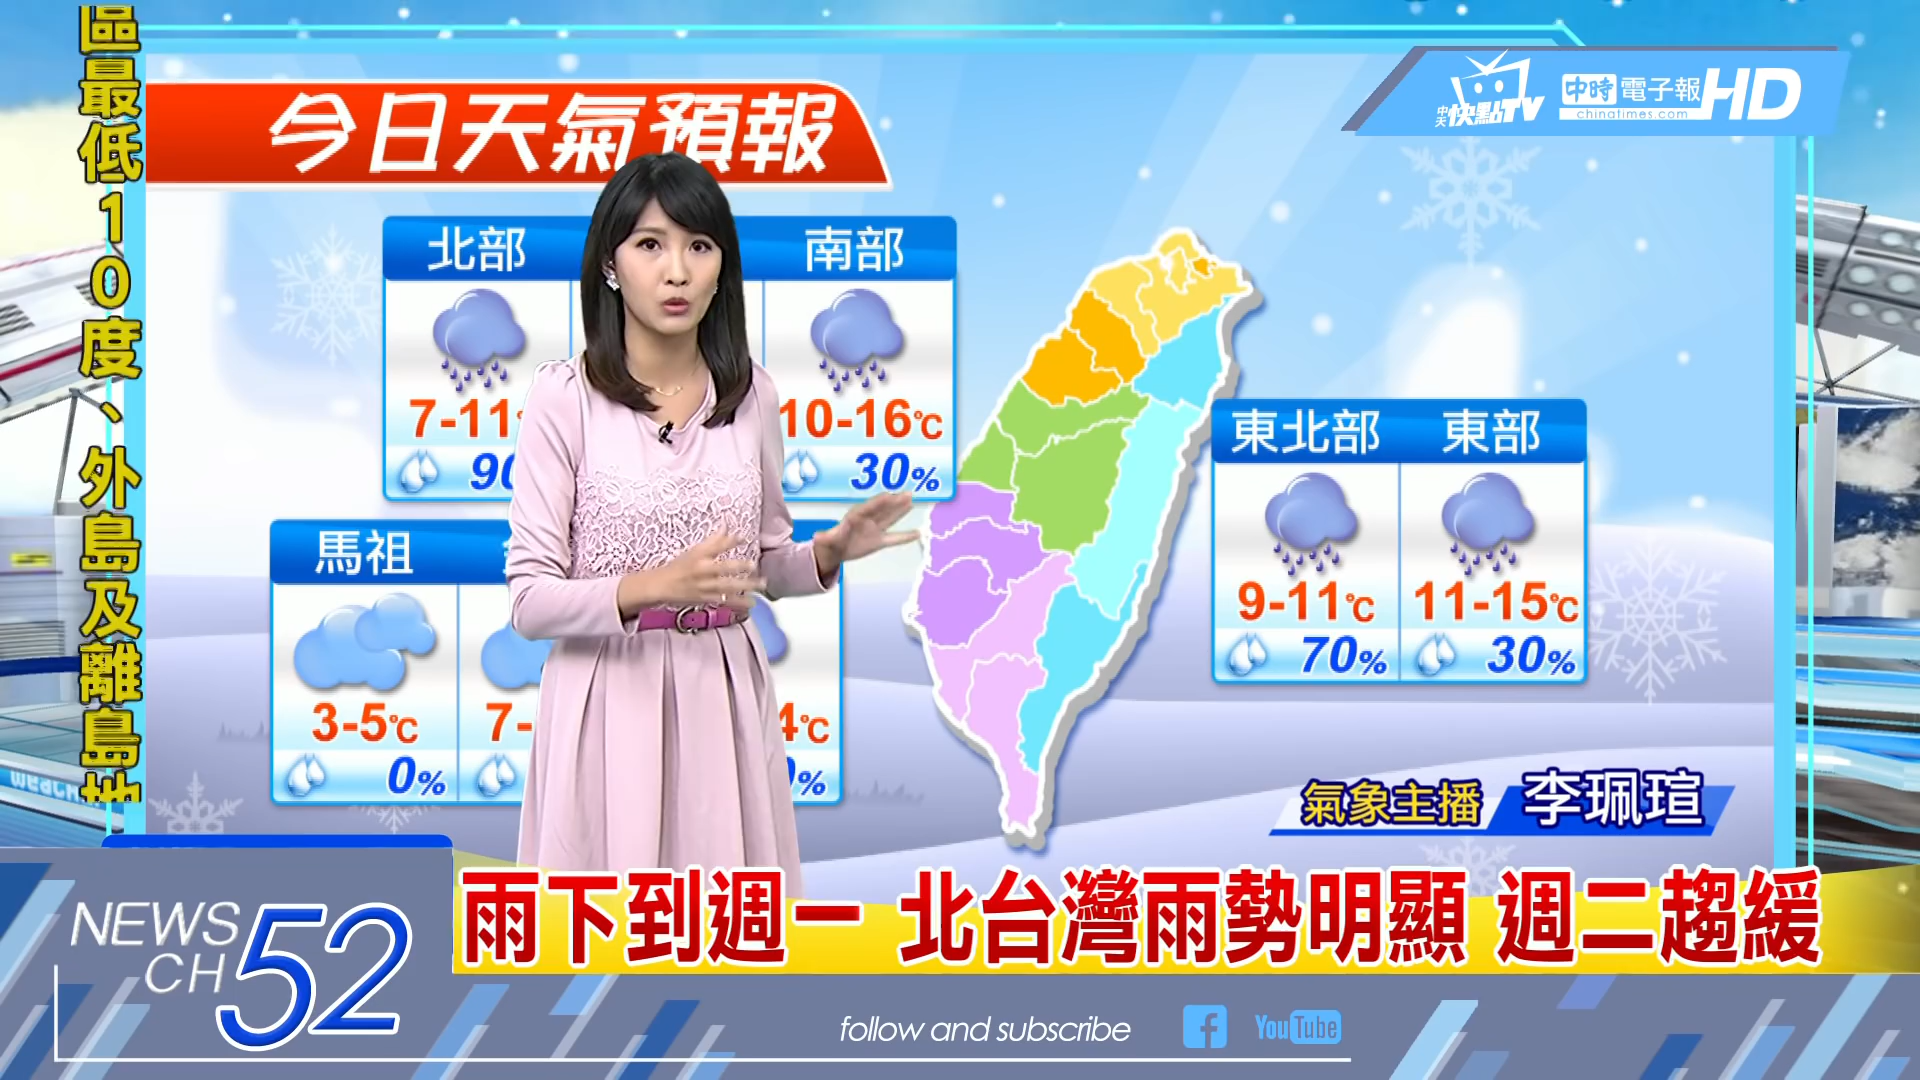 區最低10度、外島及離島地
中天快點TV
中時電子報HD
chinatimes.com
今日天氣預報
北部
南部
7-11
10-16℃
90
30%
東北部
東部
9-11℃
11-15℃
70%
30%
馬祖
3-5℃
7-
4℃
0%
%
氣象主播
李珮瑄
NEWS
CH
52
雨下到週一 北台灣雨勢明顯 週二趨緩
follow and subscribe
f
YouTube